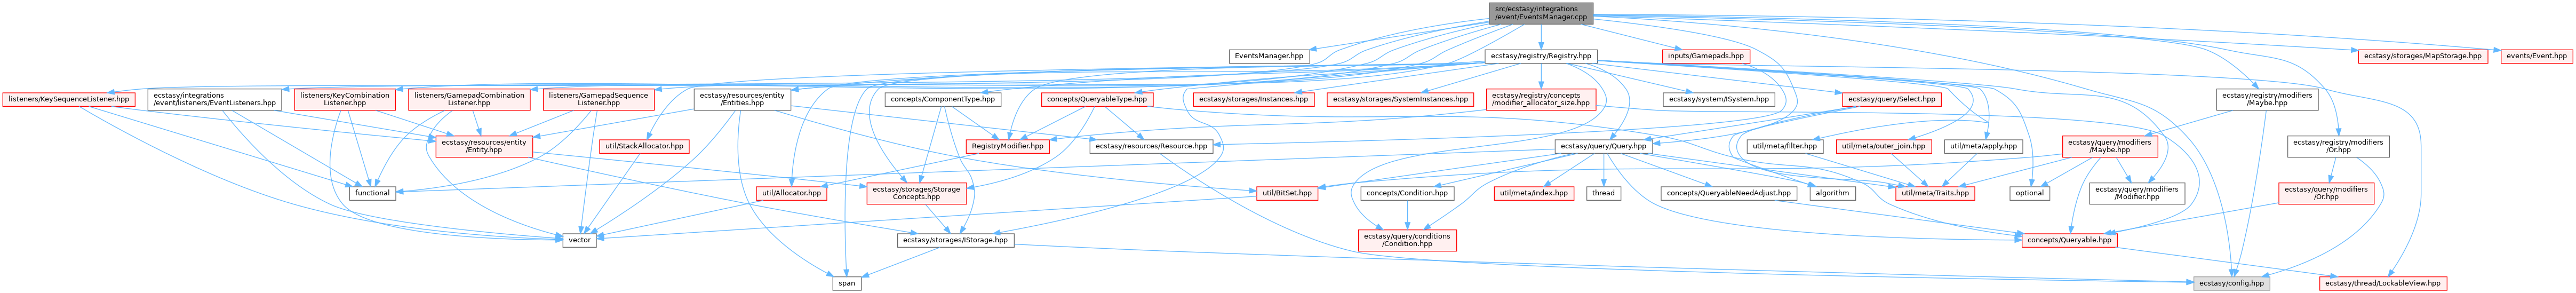 src/ecstasy/integrations
/event/EventsManager.cpp
EventsManager.hpp
ecstasy/registry/Registry.hpp
inputs/Gamepads.hpp
ecstasy/storages/MapStorage.hpp
events/Event.hpp
listeners/KeySequenceListener.hpp
ecstasy/integrations
/event/listeners/EventListeners.hpp
listeners/KeyCombination
Listener.hpp
listeners/GamepadCombination
Listener.hpp
listeners/GamepadSequence
Listener.hpp
ecstasy/resources/entity
/Entities.hpp
concepts/ComponentType.hpp
concepts/QueryableType.hpp
ecstasy/storages/Instances.hpp
ecstasy/storages/SystemInstances.hpp
ecstasy/registry/concepts
/modifier_allocator_size.hpp
ecstasy/system/ISystem.hpp
ecstasy/query/Select.hpp
ecstasy/registry/modifiers
/Maybe.hpp
ecstasy/resources/entity
/Entity.hpp
util/StackAllocator.hpp
RegistryModifier.hpp
ecstasy/resources/Resource.hpp
ecstasy/query/Query.hpp
util/meta/filter.hpp
util/meta/outer_join.hpp
util/meta/apply.hpp
ecstasy/query/modifiers
/Maybe.hpp
ecstasy/registry/modifiers
/Or.hpp
functional
util/Allocator.hpp
ecstasy/storages/Storage
Concepts.hpp
util/BitSet.hpp
concepts/Condition.hpp
util/meta/index.hpp
thread
concepts/QueryableNeedAdjust.hpp
algorithm
util/meta/Traits.hpp
optional
ecstasy/query/modifiers
/Modifier.hpp
ecstasy/query/modifiers
/Or.hpp
vector
ecstasy/storages/IStorage.hpp
ecstasy/query/conditions
/Condition.hpp
concepts/Queryable.hpp
span
ecstasy/config.hpp
ecstasy/thread/LockableView.hpp